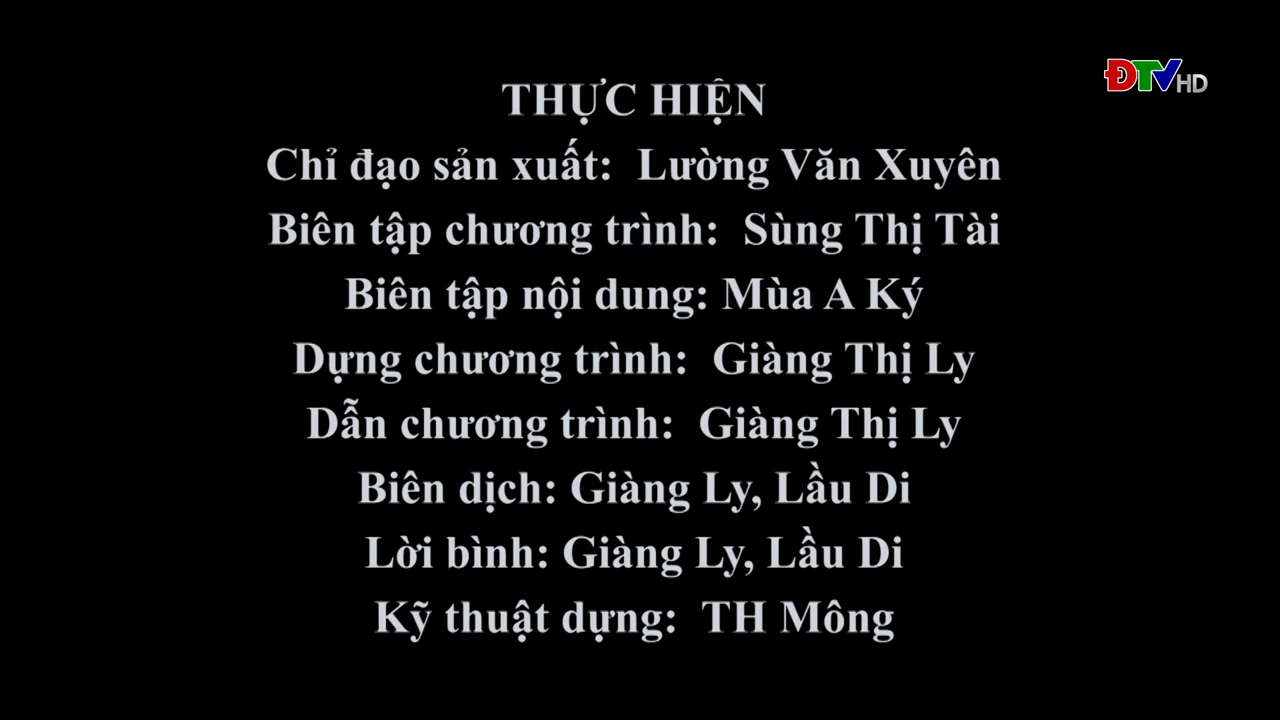 ĐTV HD
THỰC HIỆN
Chỉ đạo sản xuất: Lường Văn Xuyên
Biên tập chương trình: Sùng Thị Tài
Biên tập nội dung: Mùa A Ký
Dựng chương trình: Giàng Thị Ly
Dẫn chương trình: Giàng Thị Ly
Biên dịch: Giàng Ly, Lầu Di
Lời bình: Giàng Ly, Lầu Di
Kỹ thuật dựng: TH Mông